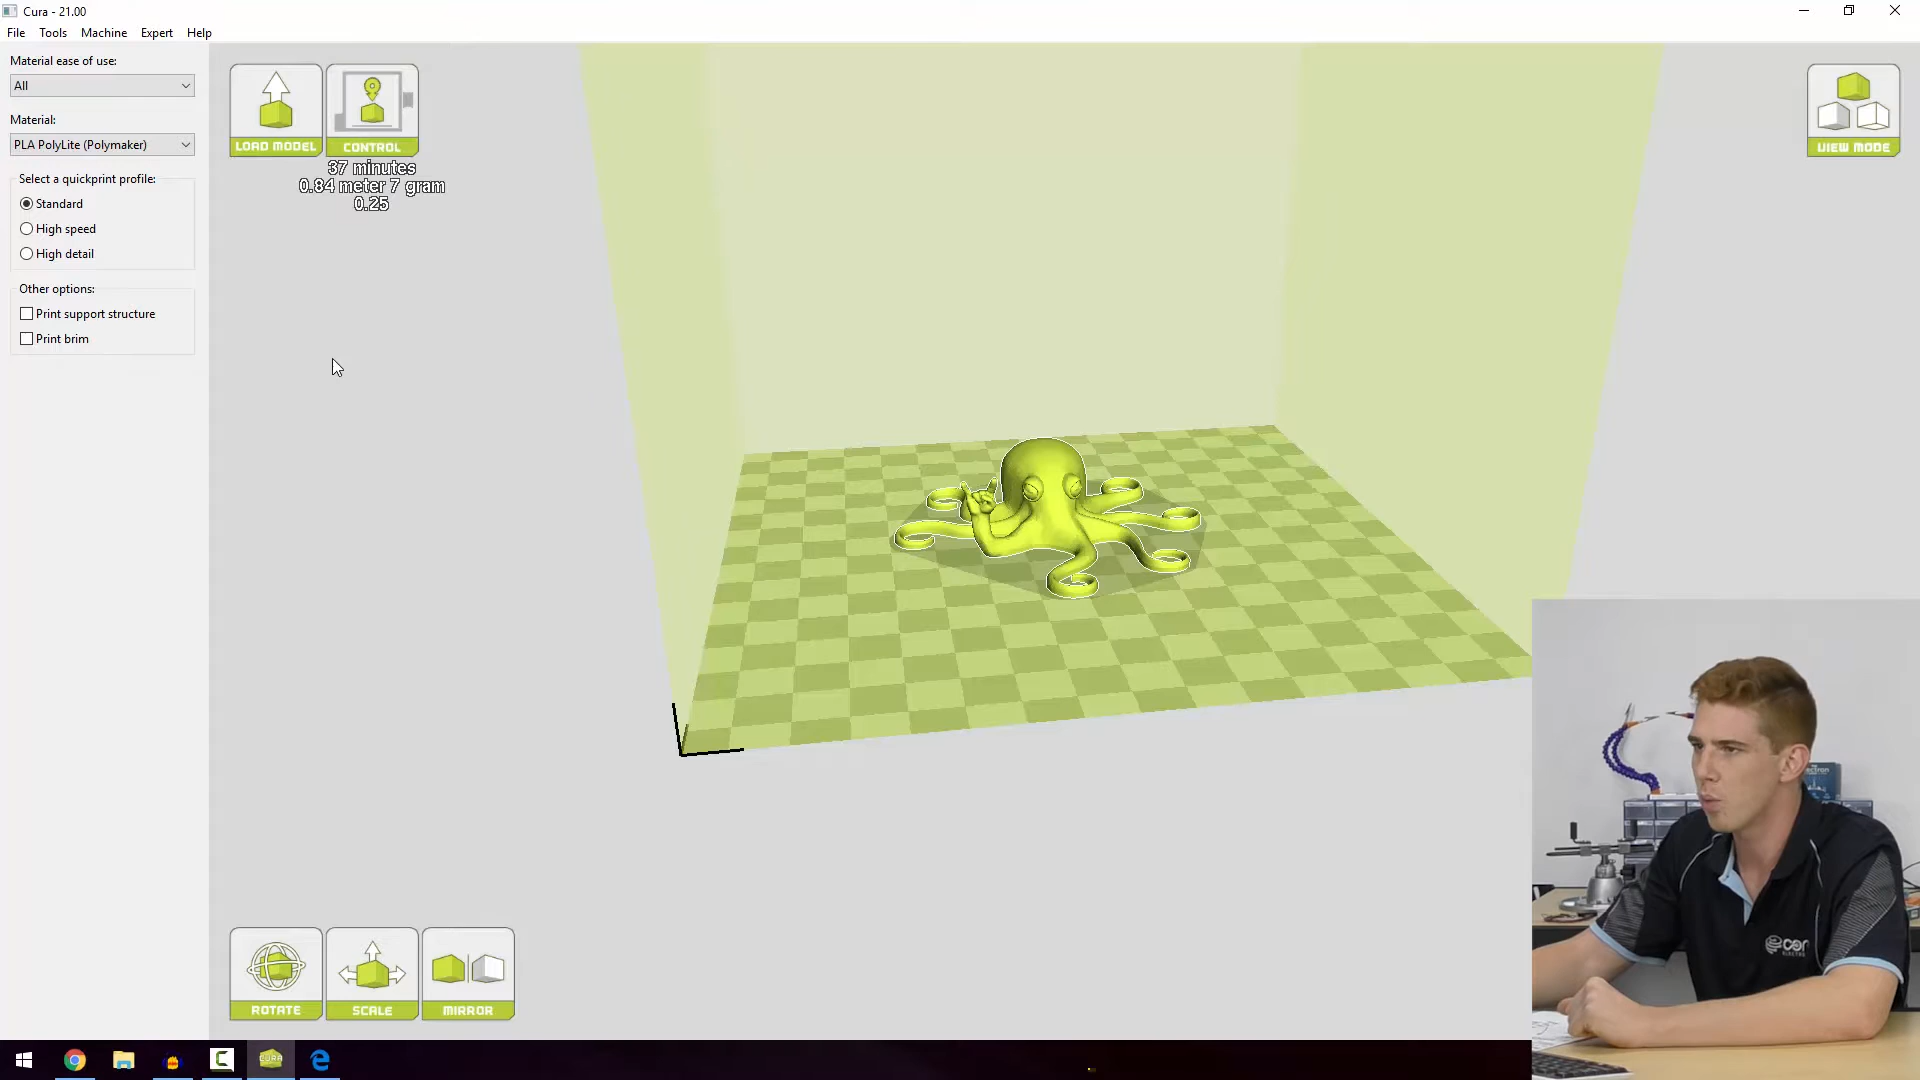 Cura - 21.00
File Tools Machine Expert Help
Material ease of use:
All
Material:
PLA PolyLite (Polymaker)
Select a quickprint profile:
Standard
High speed
High detail
Other options:
Print support structure
Print brim
LOAD MODEL
CONTROL
37 minutes
0.84 meter 7 gram
0.25
VIEW MODE
ROTATE
SCALE
MIRROR
CURA